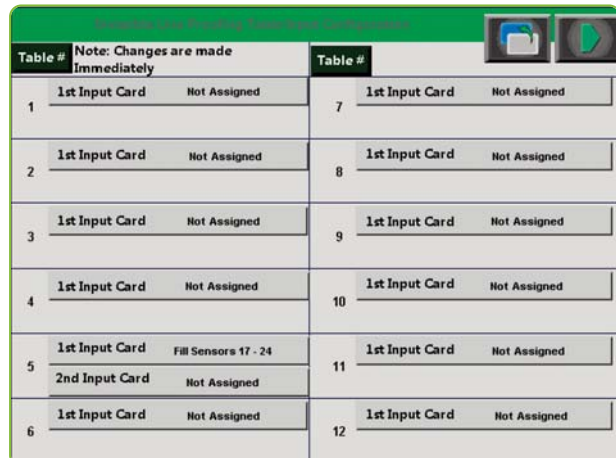 Table #
Note: Changes are made
Immediately
Table #
1 1st Input Card Not Assigned
2 1st Input Card Not Assigned
3 1st Input Card Not Assigned
4 1st Input Card Not Assigned
5 1st Input Card Fill Sensors 17 - 24
2nd Input Card Not Assigned
6 1st Input Card Not Assigned
7 1st Input Card Not Assigned
8 1st Input Card Not Assigned
9 1st Input Card Not Assigned
10 1st Input Card Not Assigned
11 1st Input Card Not Assigned
12 1st Input Card Not Assigned